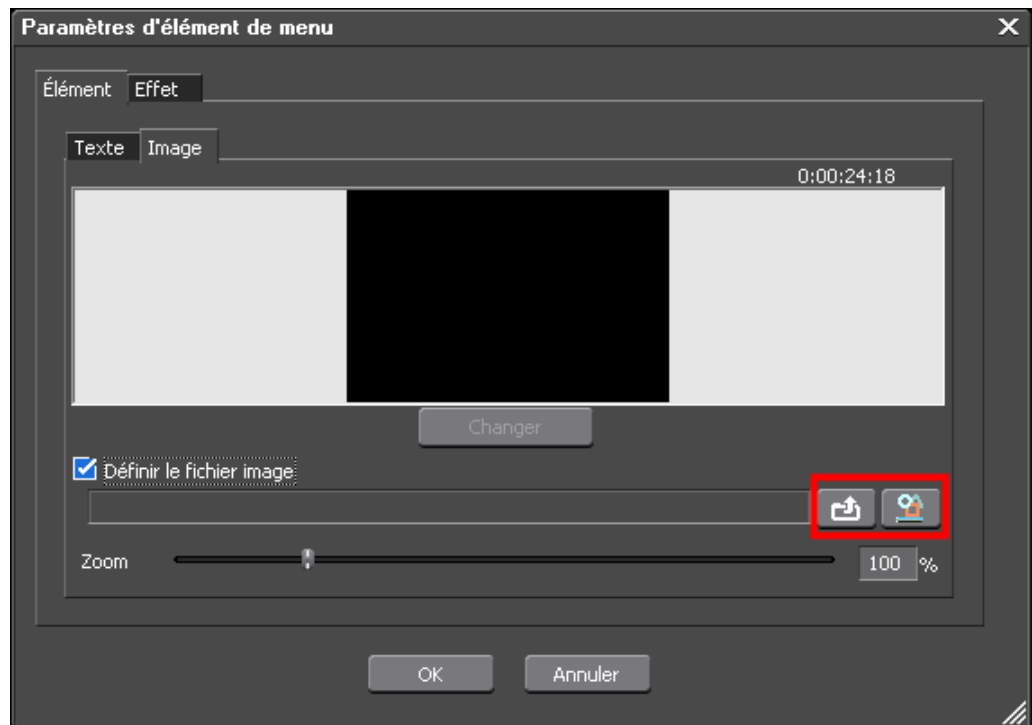 Paramètres d'élément de menu
Élément Effet
Texte Image
0:00:24:18
Changer
Définir le fichier image
Zoom 100 %
OK Annuler